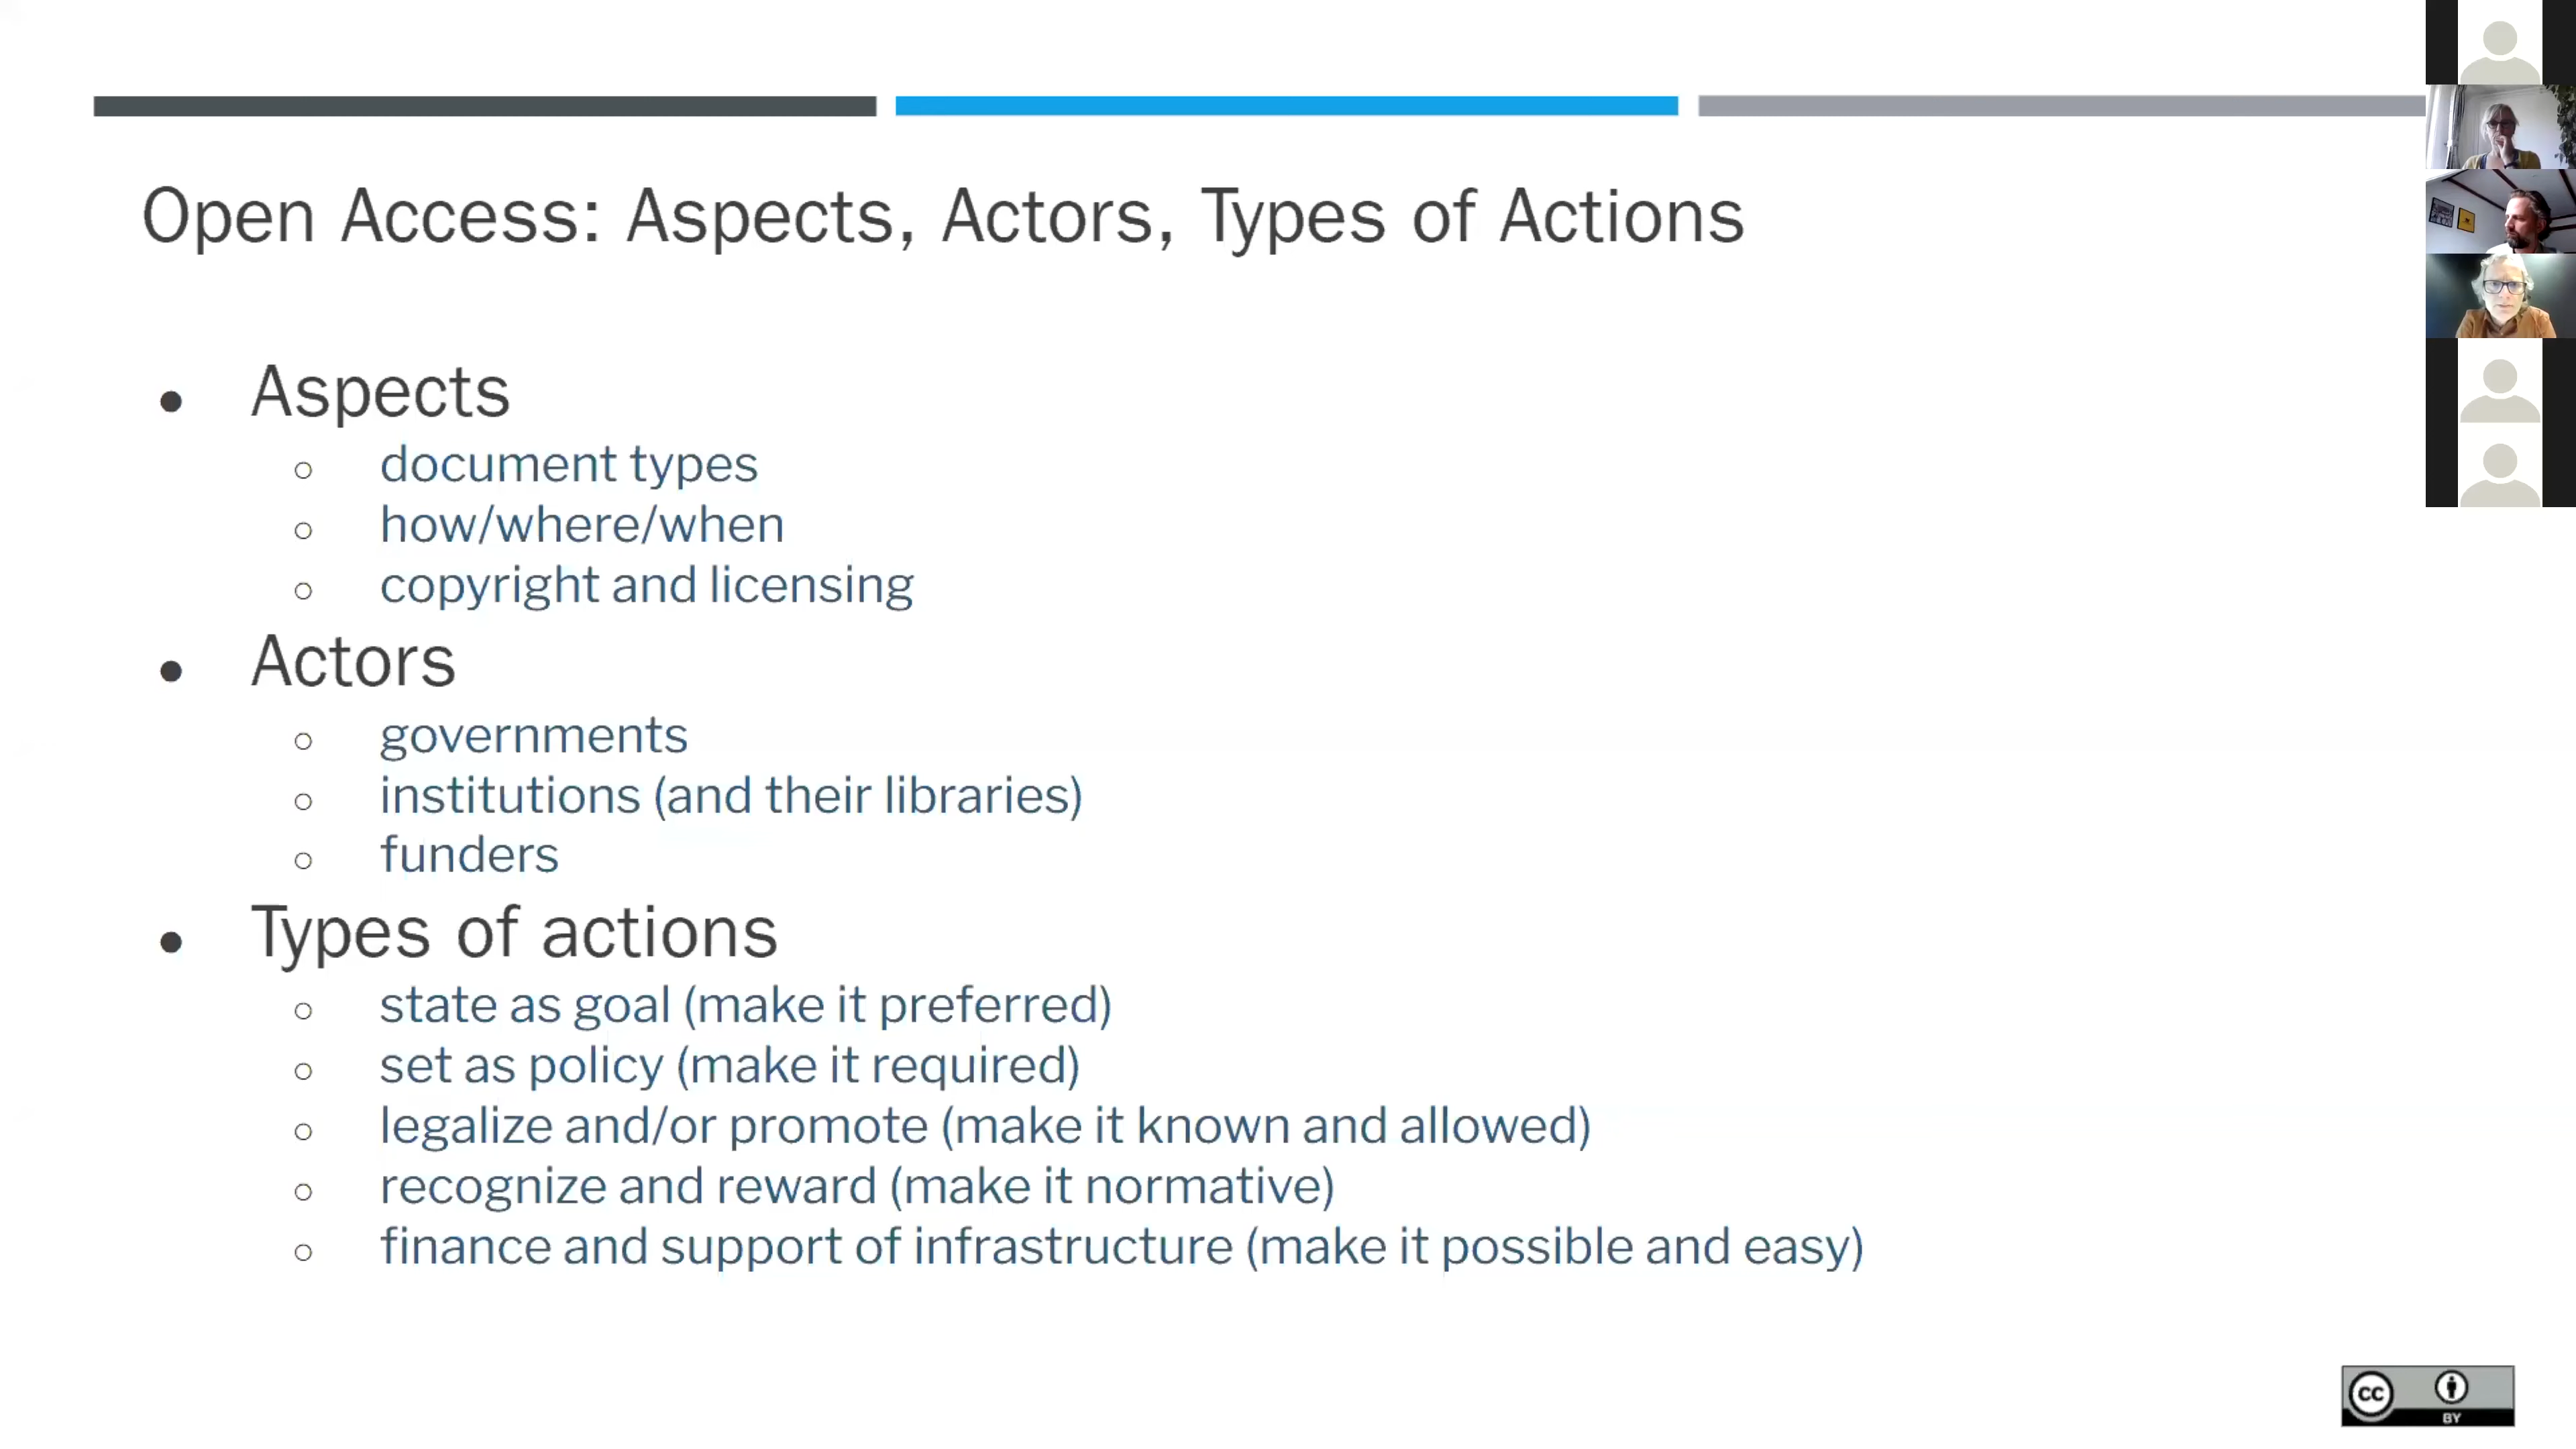 Open Access: Aspects, Actors, Types of Actions
● Aspects
○ document types
○ how/where/when
○ copyright and licensing
● Actors
○ governments
○ institutions (and their libraries)
○ funders
● Types of actions
○ state as goal (make it preferred)
○ set as policy (make it required)
○ legalize and/or promote (make it known and allowed)
○ recognize and reward (make it normative)
○ finance and support of infrastructure (make it possible and easy)
cc
BY